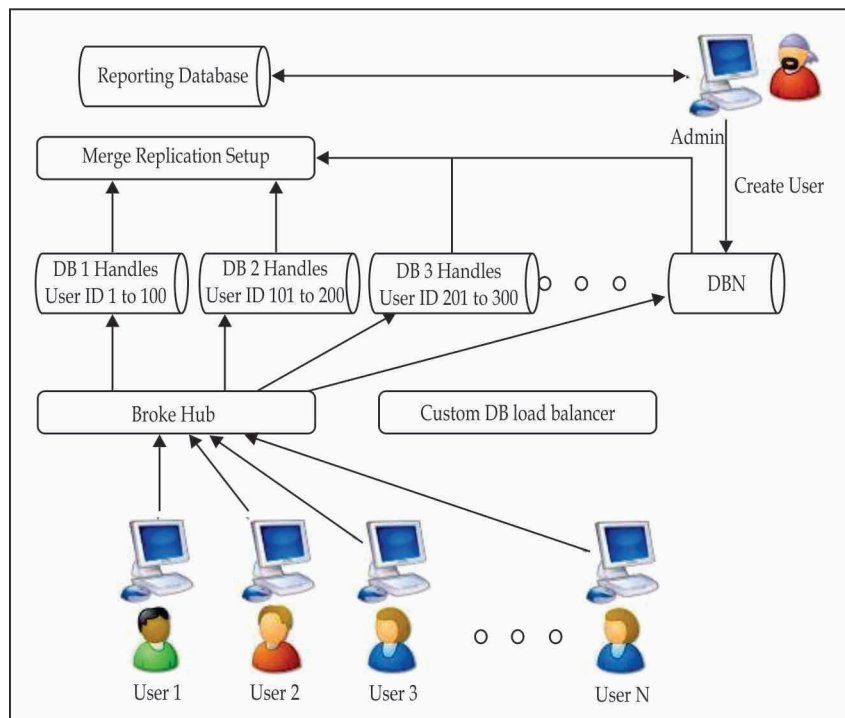 Reporting Database
Admin
Merge Replication Setup
Create User
DB 1 Handles
User ID 1 to 100
DB 2 Handles
User ID 101 to 200
DB 3 Handles
User ID 201 to 300
DBN
Broke Hub
Custom DB load balancer
User 1
User 2
User 3
User N